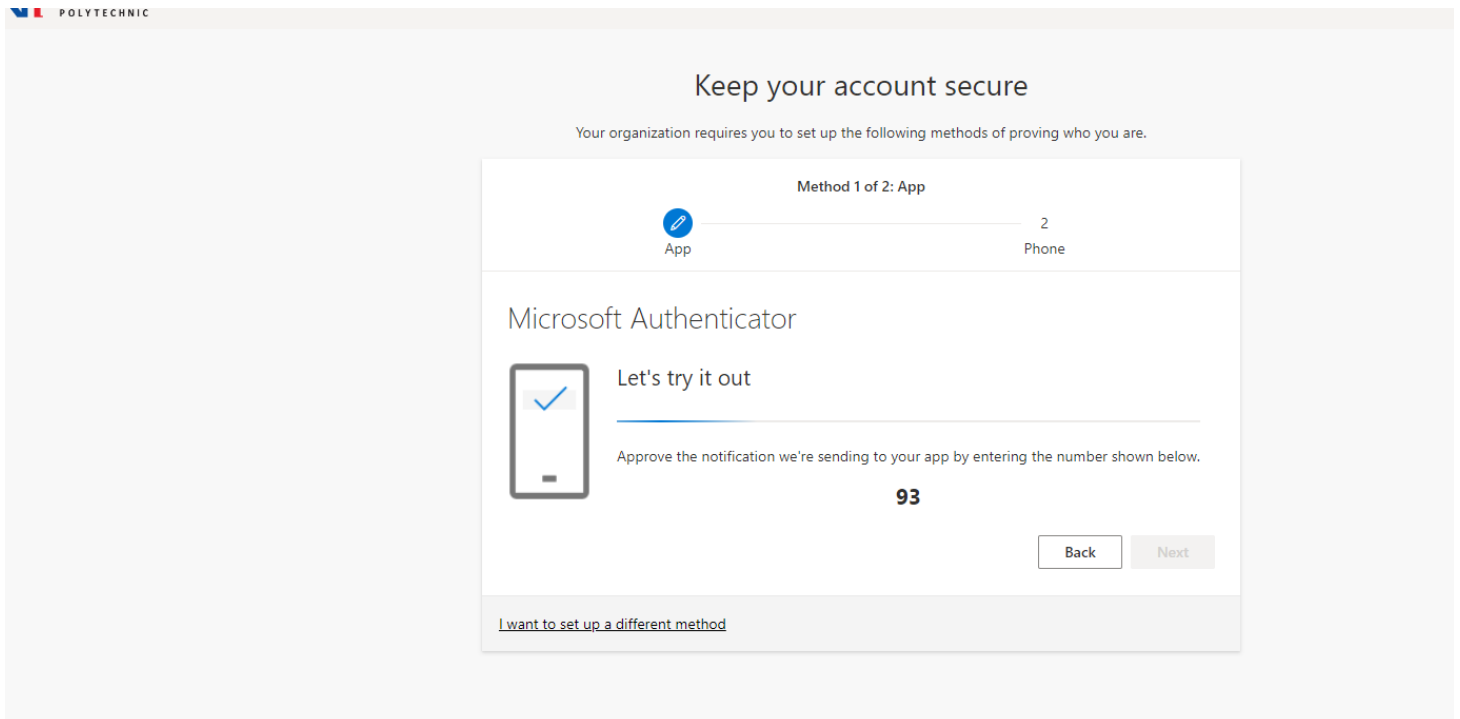 POLYTECHNIC
Keep your account secure
Your organization requires you to set up the following methods of proving who you are.
Method 1 of 2: App
2
App
Phone
Microsoft Authenticator
Let's try it out
Approve the notification we're sending to your app by entering the number shown below.
93
Back
Next
I want to set up a different method